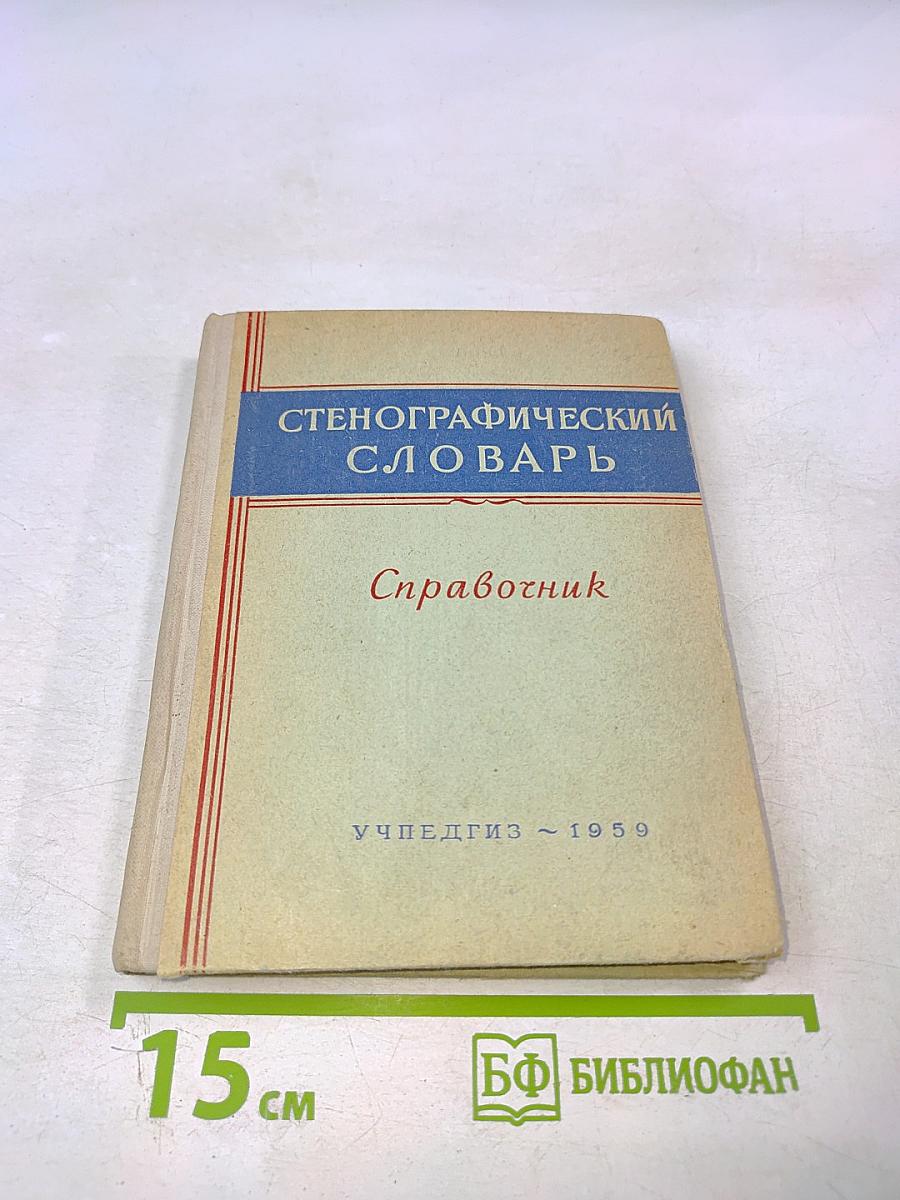 СТЕНОГРАФИЧЕСКИЙ
СЛОВАРЬ
Справочник
УЧПЕДГИЗ ~ 1959
15 см
БФ БИБЛИОФАН